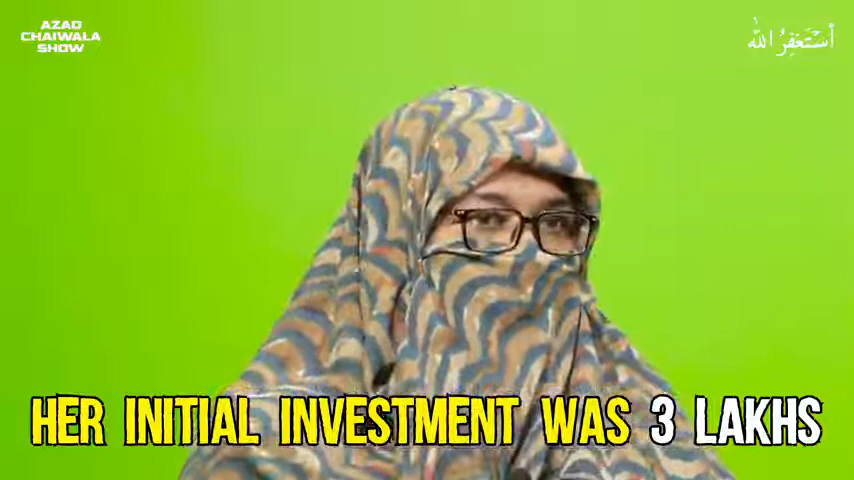 AZAD
CHAIWALA
SHOW
أستغفر الله
HER INITIAL INVESTMENT WAS 3 LAKHS